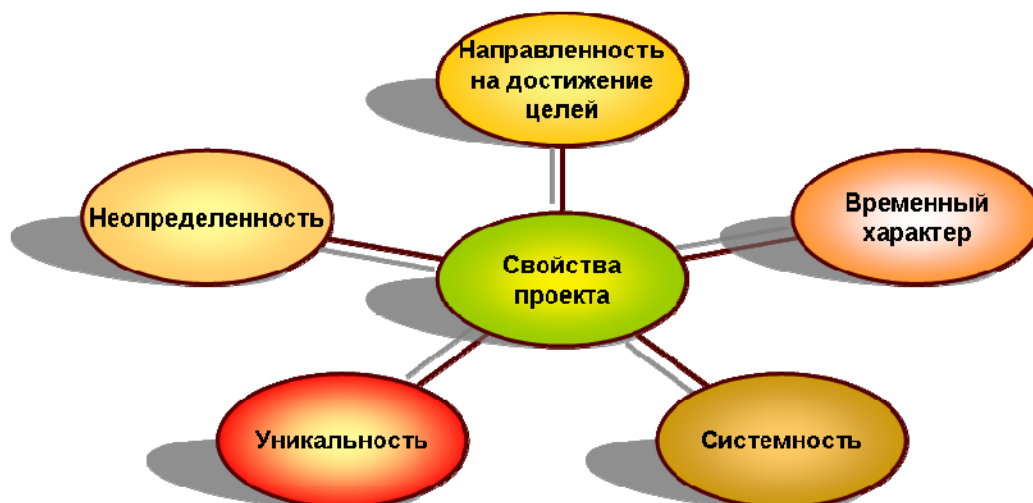 Направленность
на достижение
целей
Неопределенность
Временный
характер
Свойства
проекта
Уникальность
Системность